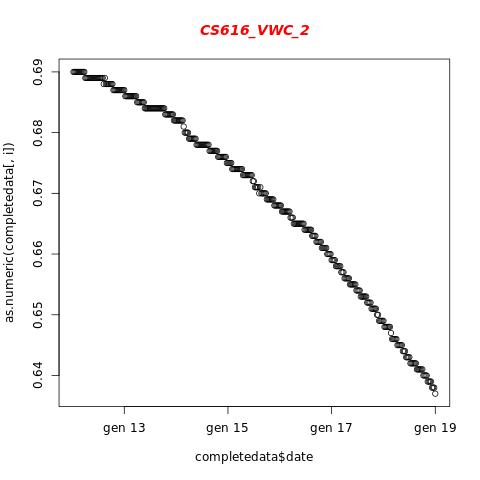 CS616_VWC_2
as.numeric(completedata[, i])
0.69
0.68
0.67
0.66
0.65
0.64
gen 13
gen 15
gen 17
gen 19
completedata$date